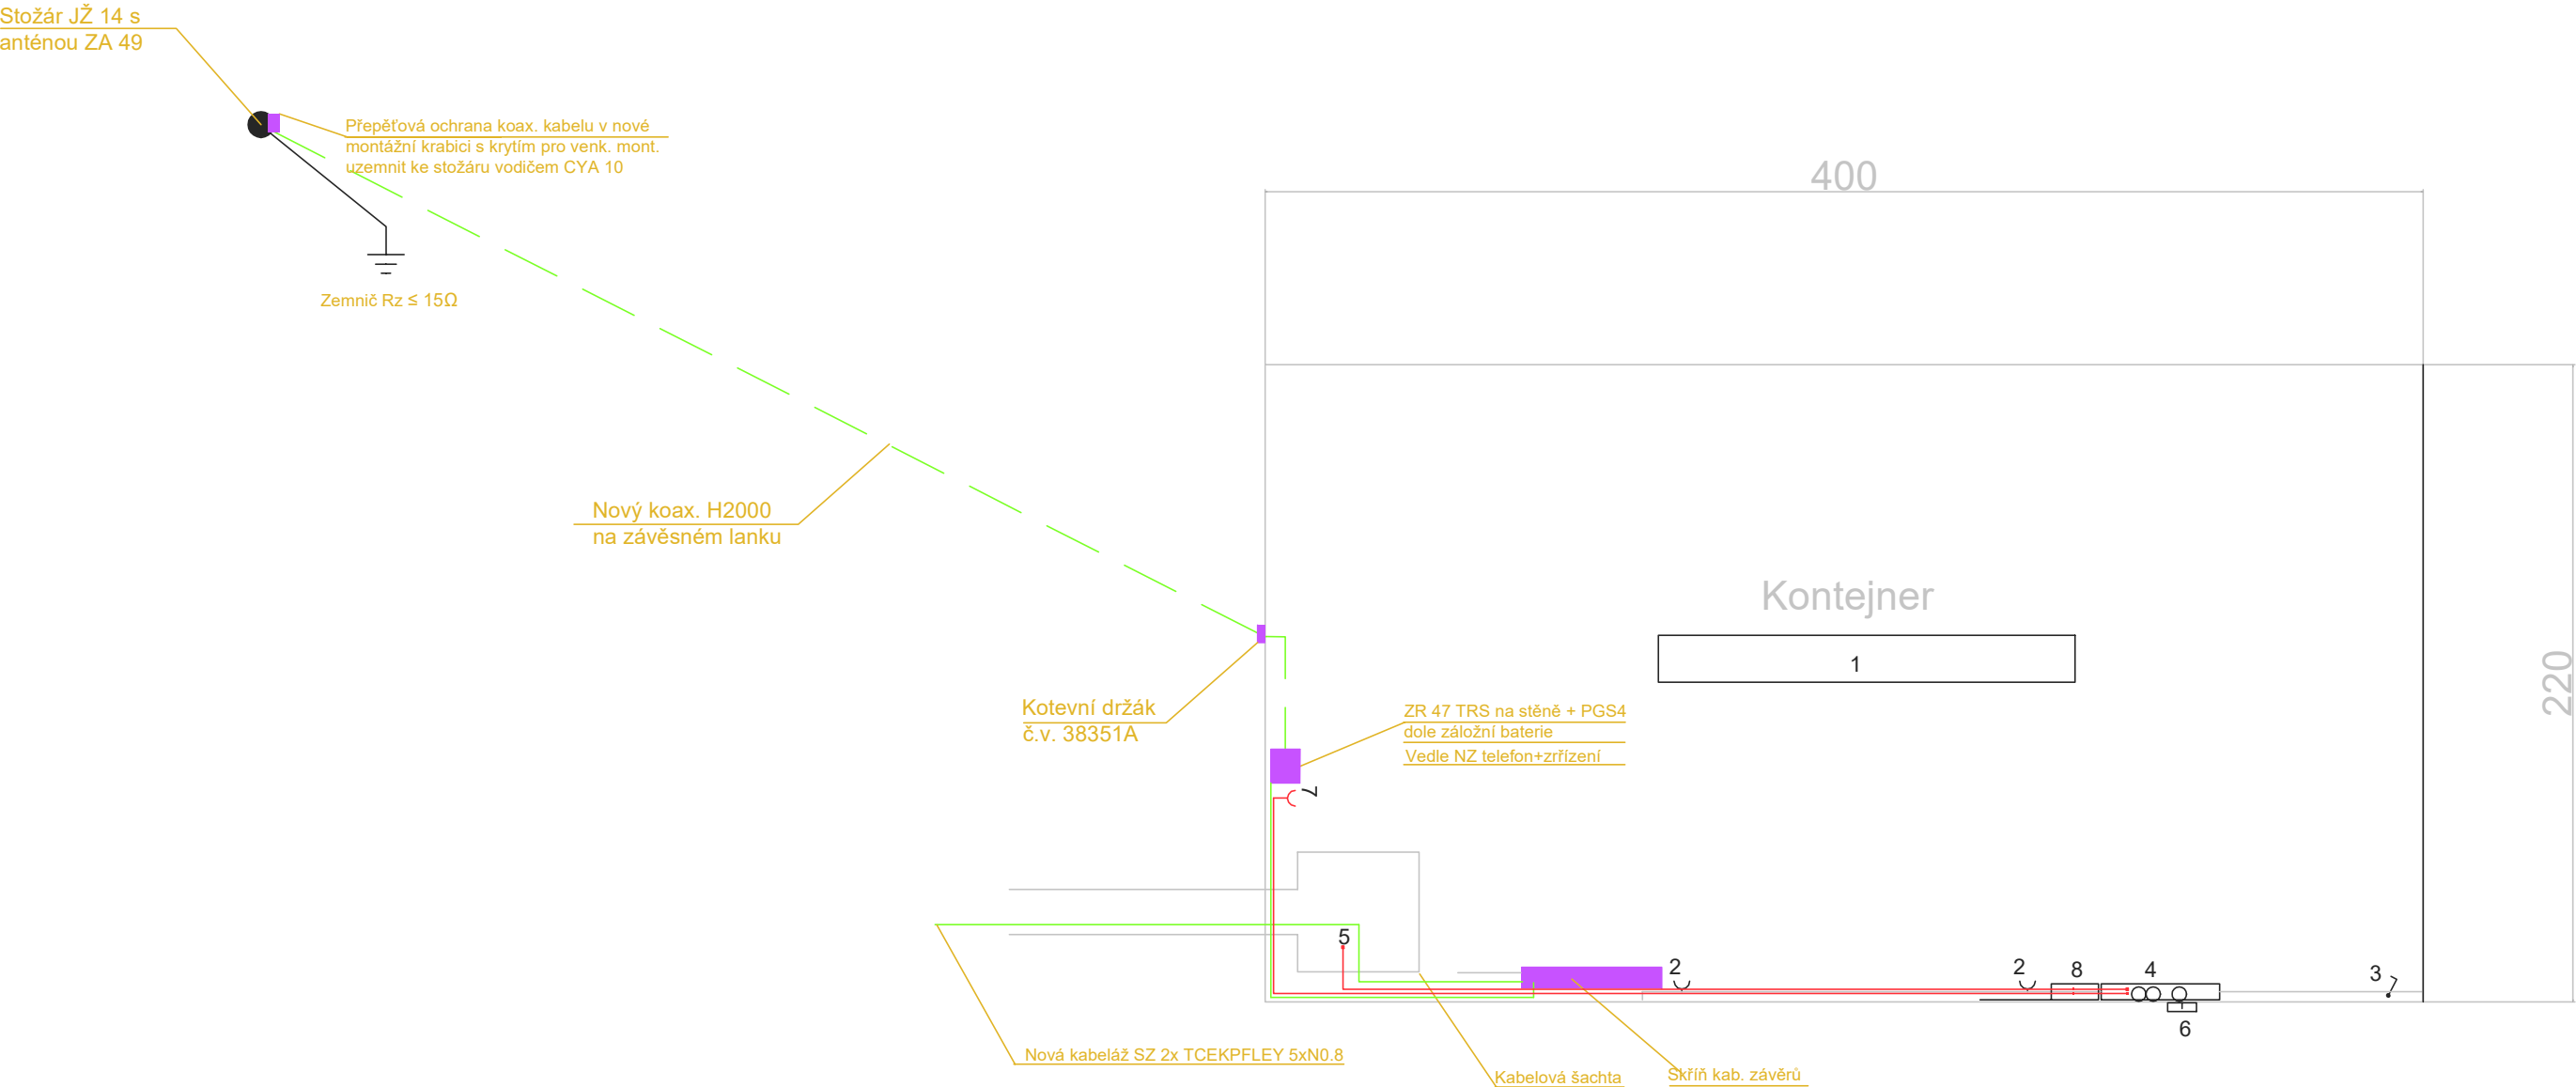 Stožár JŽ 14 s
anténou ZA 49
Přepěťová ochrana koax. kabelu v nové
montážní krabici s krytím pro venk. mont.
uzemnit ke stožáru vodičem CYA 10
Zemnič Rz ≤ 15Ω
400
Nový koax. H2000
na závěsném lanku
Kontejner
1
220
Kotevní držák
č.v. 38351A
ZR 47 TRS na stěně + PGS4
dole záložní baterie
Vedle NZ telefon+zrřízení
7
5
2
2
8
4
3
6
Nová kabeláž SZ 2x TCEKPFLEY 5xN0.8
Kabelová šachta
Skříň kab. závěrů